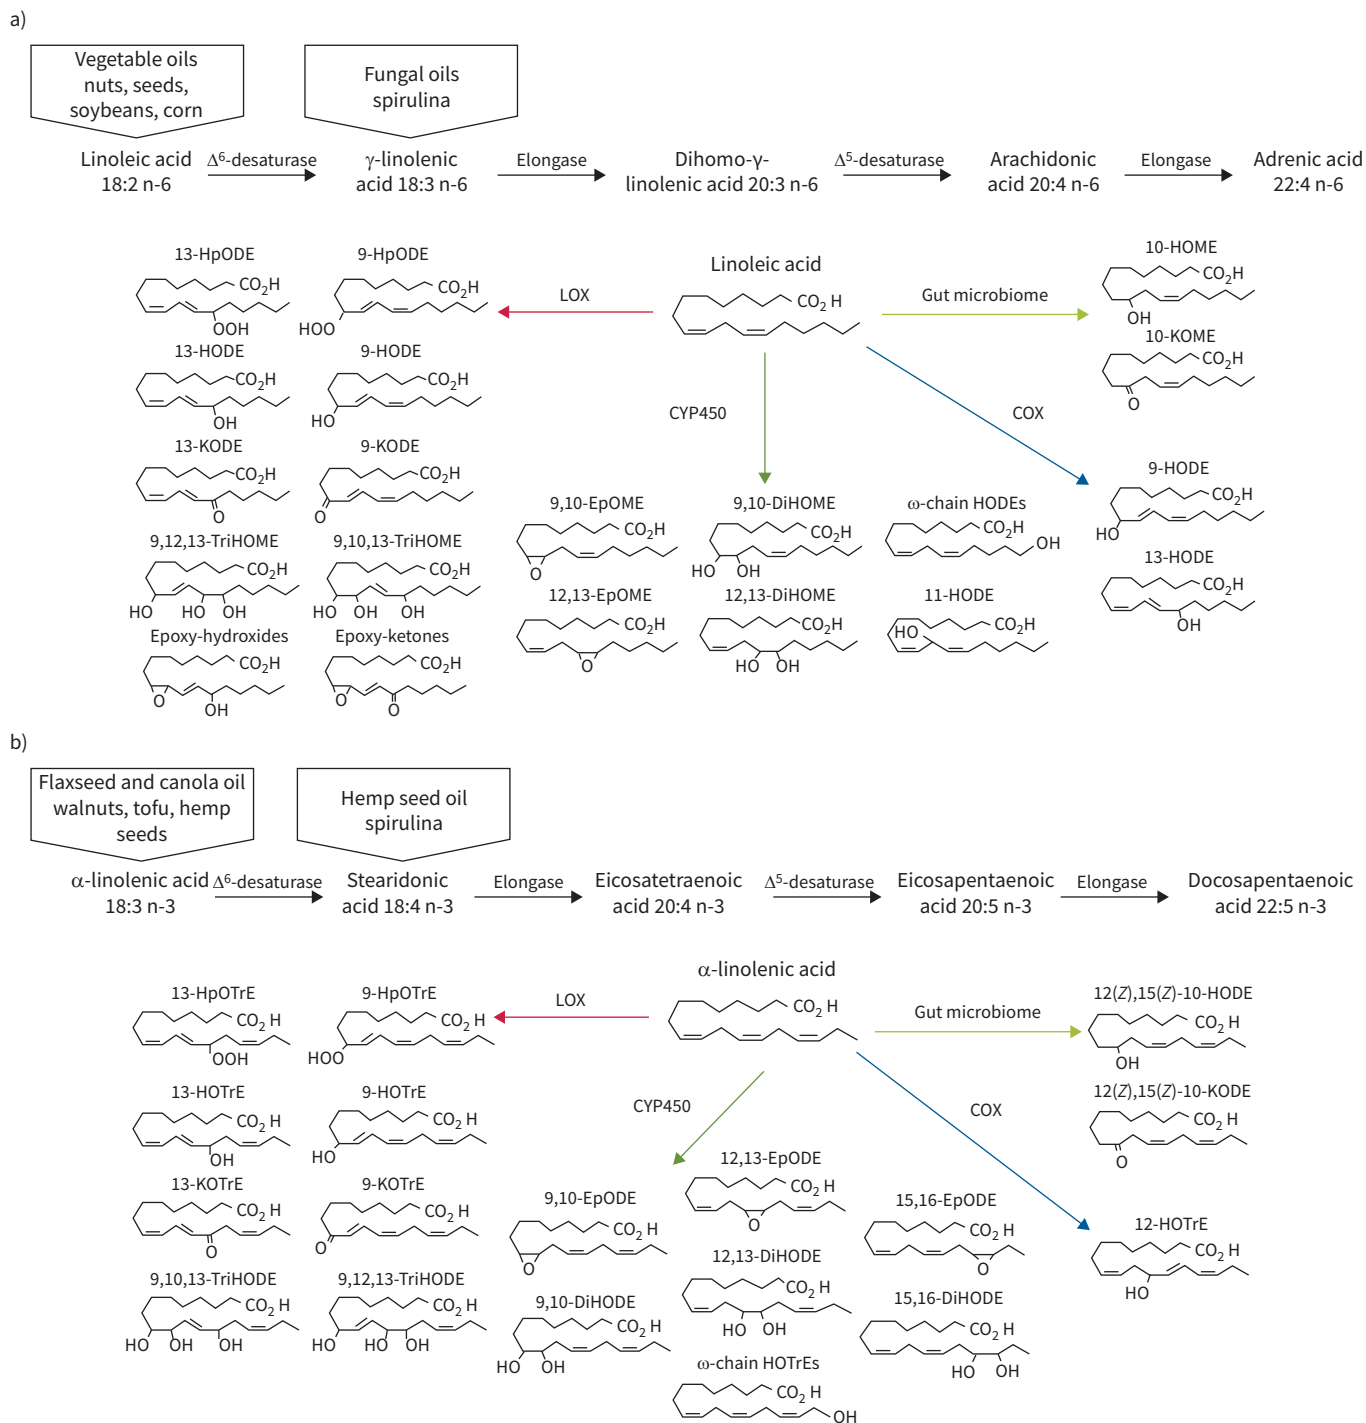 a)
Vegetable oils
nuts, seeds,
soybeans, corn
Fungal oils
spirulina
Linoleic acid
18:2 n-6
Δ⁶-desaturase
γ-linolenic
acid 18:3 n-6
Elongase
Dihomo-γ-
linolenic acid 20:3 n-6
Δ⁵-desaturase
Arachidonic
acid 20:4 n-6
Elongase
Adrenic acid
22:4 n-6
13-HpODE
CO₂H
OOH
9-HpODE
CO₂H
HOO
LOX
Linoleic acid
CO₂ H
Gut microbiome
10-HOME
CO₂H
OH
10-KOME
CO₂H
O
13-HODE
CO₂H
OH
9-HODE
CO₂H
HO
CYP450
COX
13-KODE
CO₂H
O
9-KODE
CO₂H
O
9,12,13-TriHOME
CO₂H
OH
HO OH
9,10,13-TriHOME
CO₂H
HO OH
OH
Epoxy-hydroxides
CO₂H
O
OH
Epoxy-ketones
CO₂H
O
O
9,10-EpOME
CO₂H
O
9,10-DiHOME
CO₂H
HO OH
ω-chain HODEs
CO₂H
OH
12,13-EpOME
CO₂H
O
12,13-DiHOME
CO₂H
HO OH
11-HODE
CO₂H
HO
9-HODE
CO₂H
HO
13-HODE
CO₂H
OH
b)
Flaxseed and canola oil
walnuts, tofu, hemp
seeds
Hemp seed oil
spirulina
α-linolenic acid
18:3 n-3
Δ⁶-desaturase
Stearidonic
acid 18:4 n-3
Elongase
Eicosatetraenoic
acid 20:4 n-3
Δ⁵-desaturase
Eicosapentaenoic
acid 20:5 n-3
Elongase
Docosapentaenoic
acid 22:5 n-3
13-HpOTrE
CO₂ H
OOH
9-HpOTrE
CO₂ H
HOO
LOX
α-linolenic acid
CO₂ H
Gut microbiome
12(Z),15(Z)-10-HODE
CO₂ H
OH
12(Z),15(Z)-10-KODE
CO₂ H
O
13-HOTrE
CO₂ H
OH
9-HOTrE
CO₂ H
HO
CYP450
COX
13-KOTrE
CO₂ H
O
9-KOTrE
CO₂ H
O
9,10,13-TriHODE
CO₂ H
HO OH OH
9,12,13-TriHODE
CO₂ H
HO HO OH
9,10-EpODE
CO₂ H
O
12,13-EpODE
CO₂ H
O
15,16-EpODE
CO₂ H
O
9,10-DiHODE
CO₂ H
HO OH
12,13-DiHODE
CO₂ H
HO OH
15,16-DiHODE
CO₂ H
HO OH
ω-chain HOTrEs
CO₂ H
OH
12-HOTrE
CO₂ H
HO